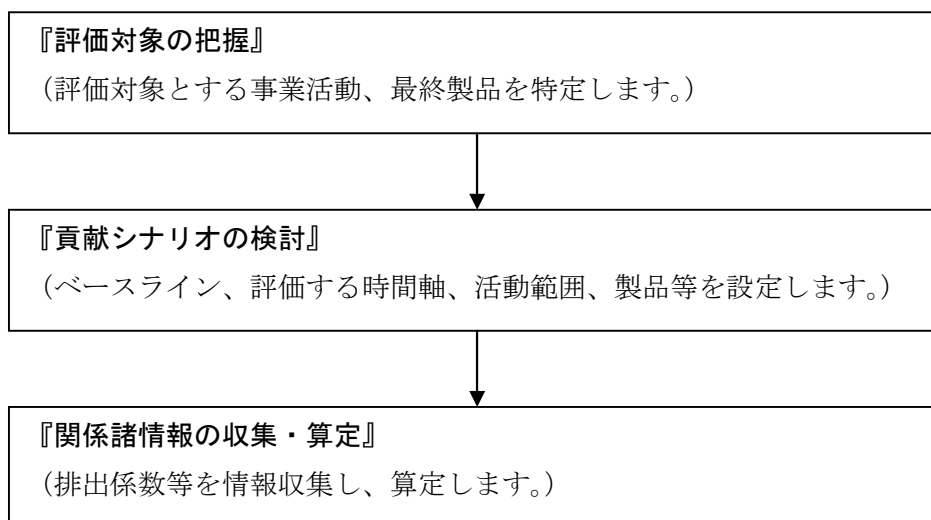 『評価対象の把握』
（評価対象とする事業活動、最終製品を特定します。）
『貢献シナリオの検討』
（ベースライン、評価する時間軸、活動範囲、製品等を設定します。）
『関係諸情報の収集・算定』
（排出係数等を情報収集し、算定します。）